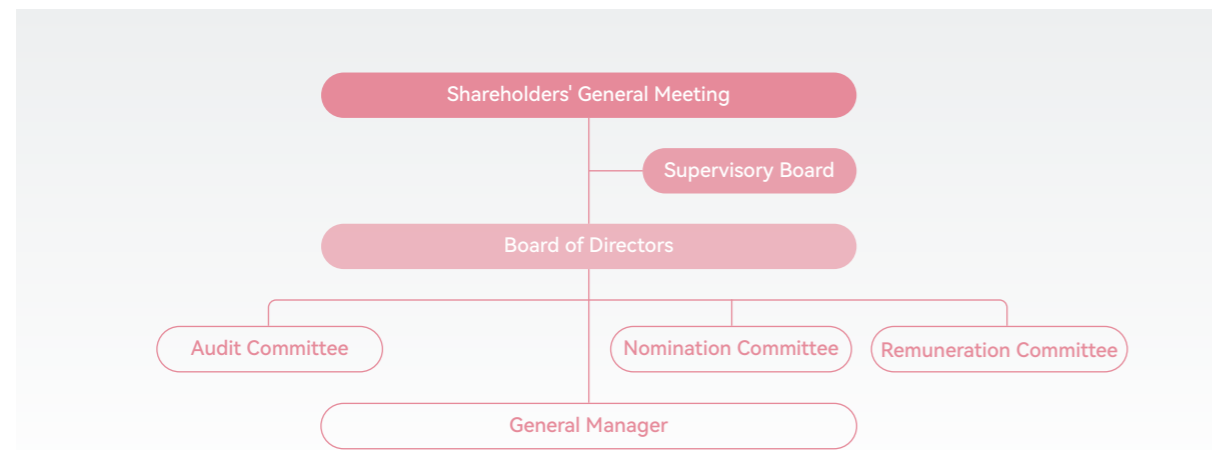 Shareholders' General Meeting
Supervisory Board
Board of Directors
Audit Committee
Nomination Committee
Remuneration Committee
General Manager